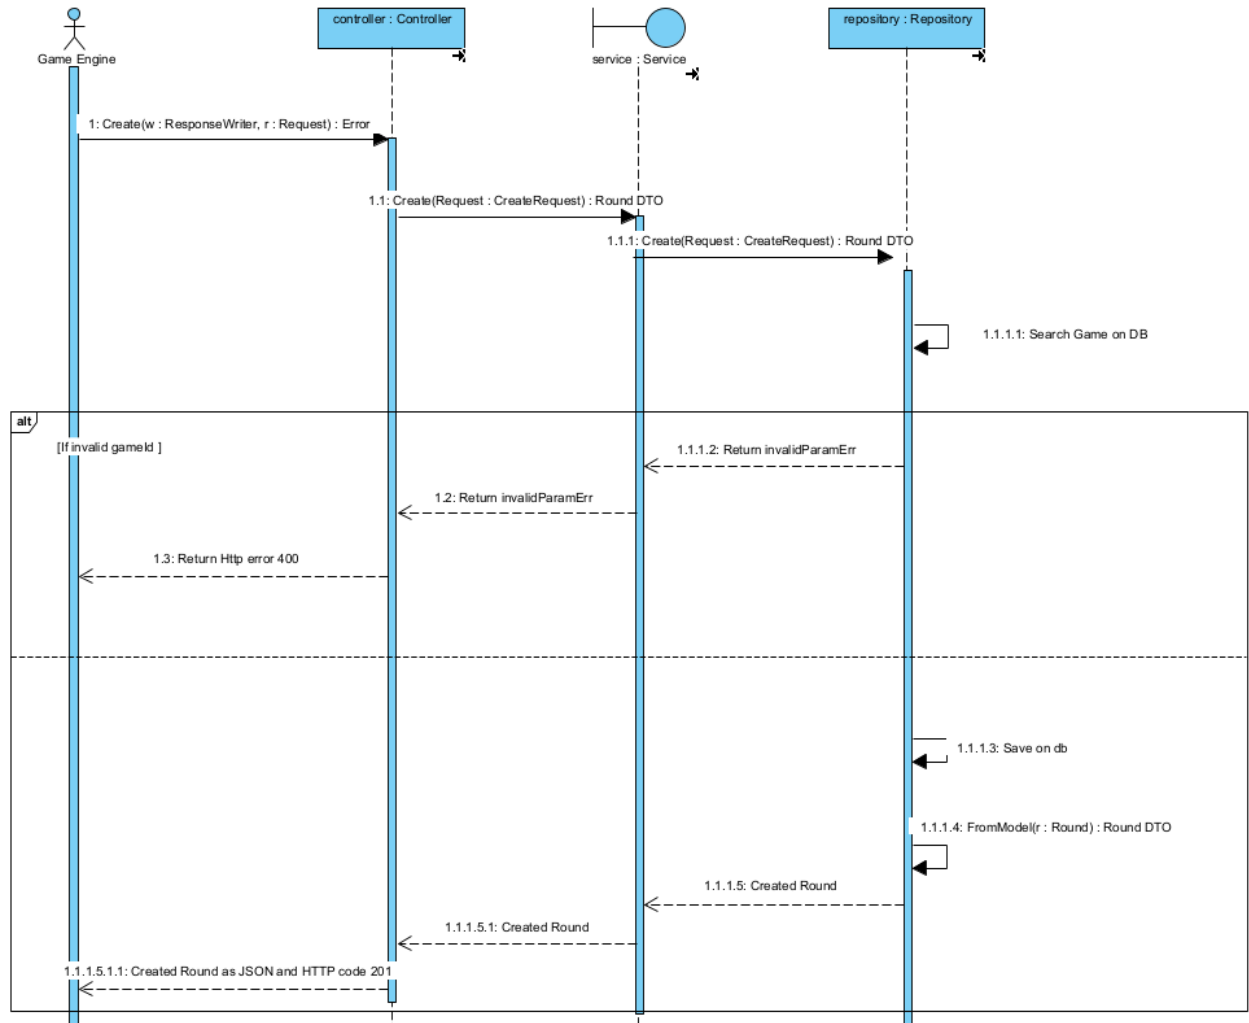 controller : Controller
repository : Repository
Game Engine
service : Service
1: Create(w : ResponseWriter, r : Request) : Error
1.1: Create(Request : CreateRequest) : Round DTO
1.1.1: Create(Request : CreateRequest) : Round DTO
1.1.1.1: Search Game on DB
alt
[If invalid gameId ]
1.1.1.2: Return invalidParamErr
1.2: Return invalidParamErr
1.3: Return Http error 400
1.1.1.3: Save on db
1.1.1.4: FromModel(r : Round) : Round DTO
1.1.1.5: Created Round
1.1.1.5.1: Created Round
1.1.1.5.1.1: Created Round as JSON and HTTP code 201